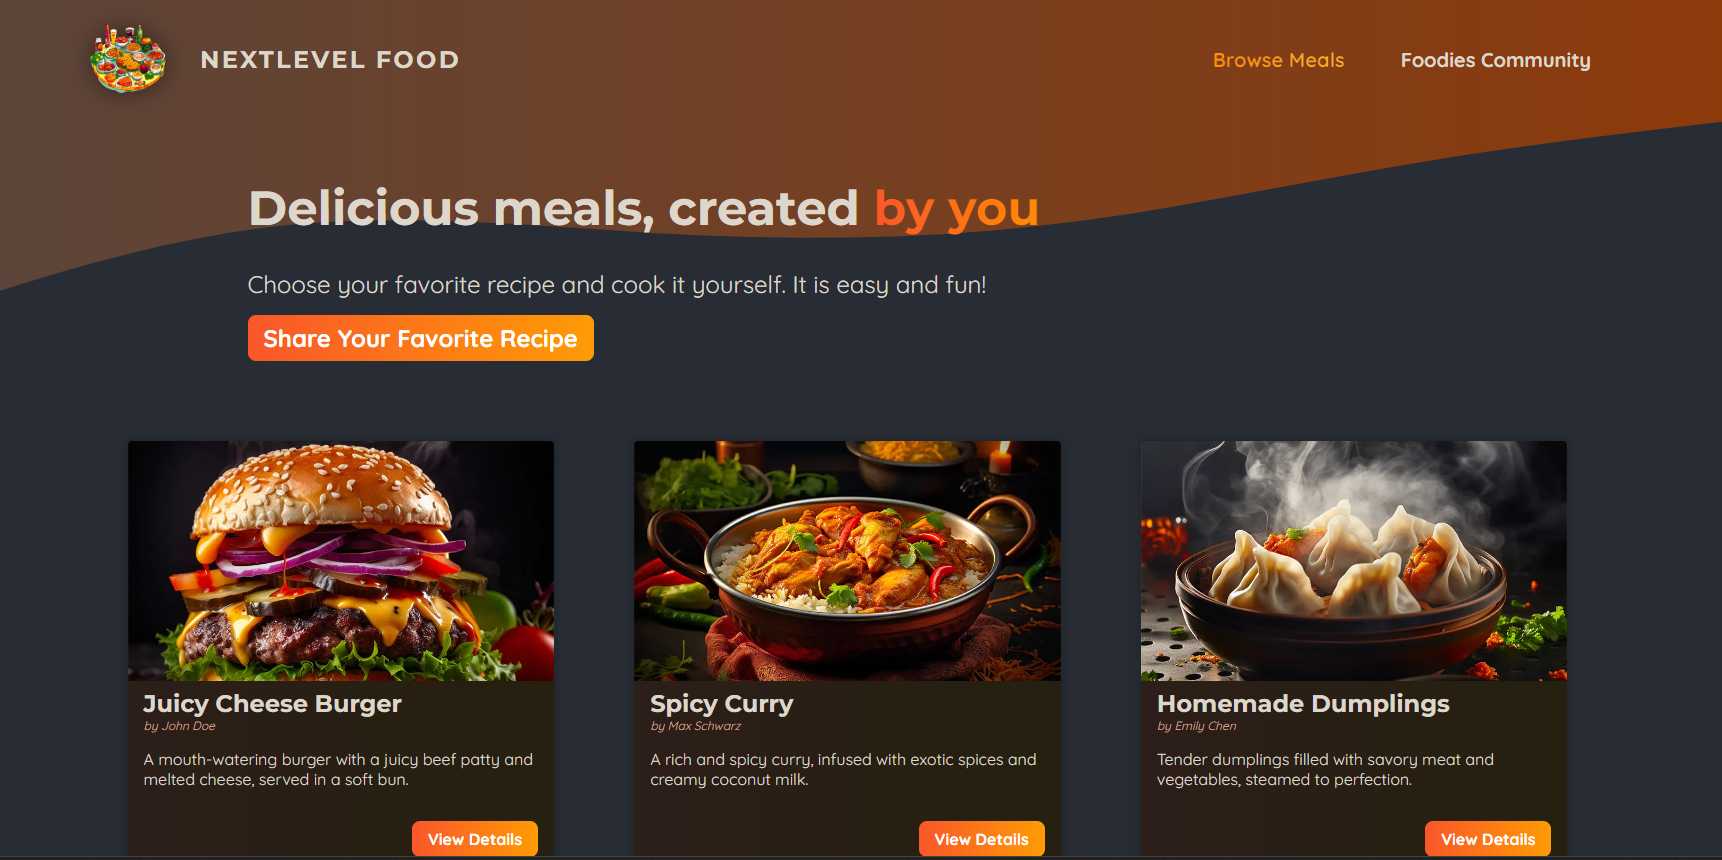 NEXTLEVEL FOOD
Browse Meals
Foodies Community
Delicious meals, created by you
Choose your favorite recipe and cook it yourself. It is easy and fun!
Share Your Favorite Recipe
Juicy Cheese Burger
by John Doe
A mouth-watering burger with a juicy beef patty and
melted cheese, served in a soft bun.
View Details
Spicy Curry
by Max Schwarz
A rich and spicy curry, infused with exotic spices and
creamy coconut milk.
View Details
Homemade Dumplings
by Emily Chen
Tender dumplings filled with savory meat and
vegetables, steamed to perfection.
View Details